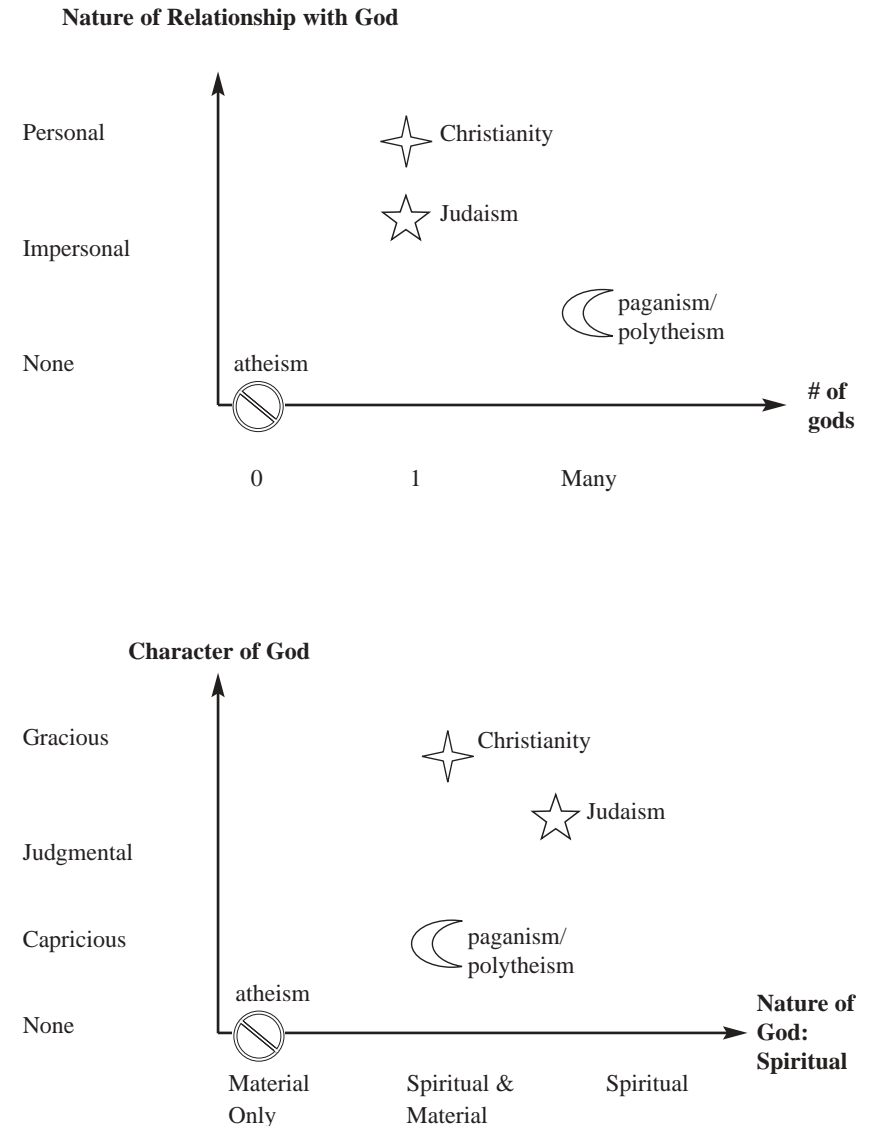 Nature of Relationship with God
Personal
Christianity
Judaism
Impersonal
paganism/
polytheism
None
atheism
# of
gods
0 1 Many
Character of God
Gracious
Christianity
Judaism
Judgmental
Capricious
paganism/
polytheism
atheism
None
Nature of
God:
Spiritual
Material
Only
Spiritual &
Material
Spiritual